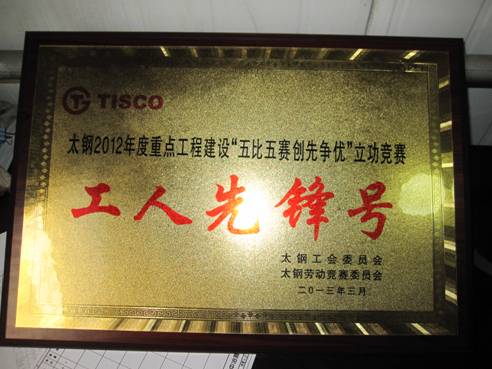 TISCO
太钢2012年度重点工程建设“五比五赛创先争优”立功竞赛
工人先锋号
太钢工会委员会
太钢劳动竞赛委员会
二〇一三年三月